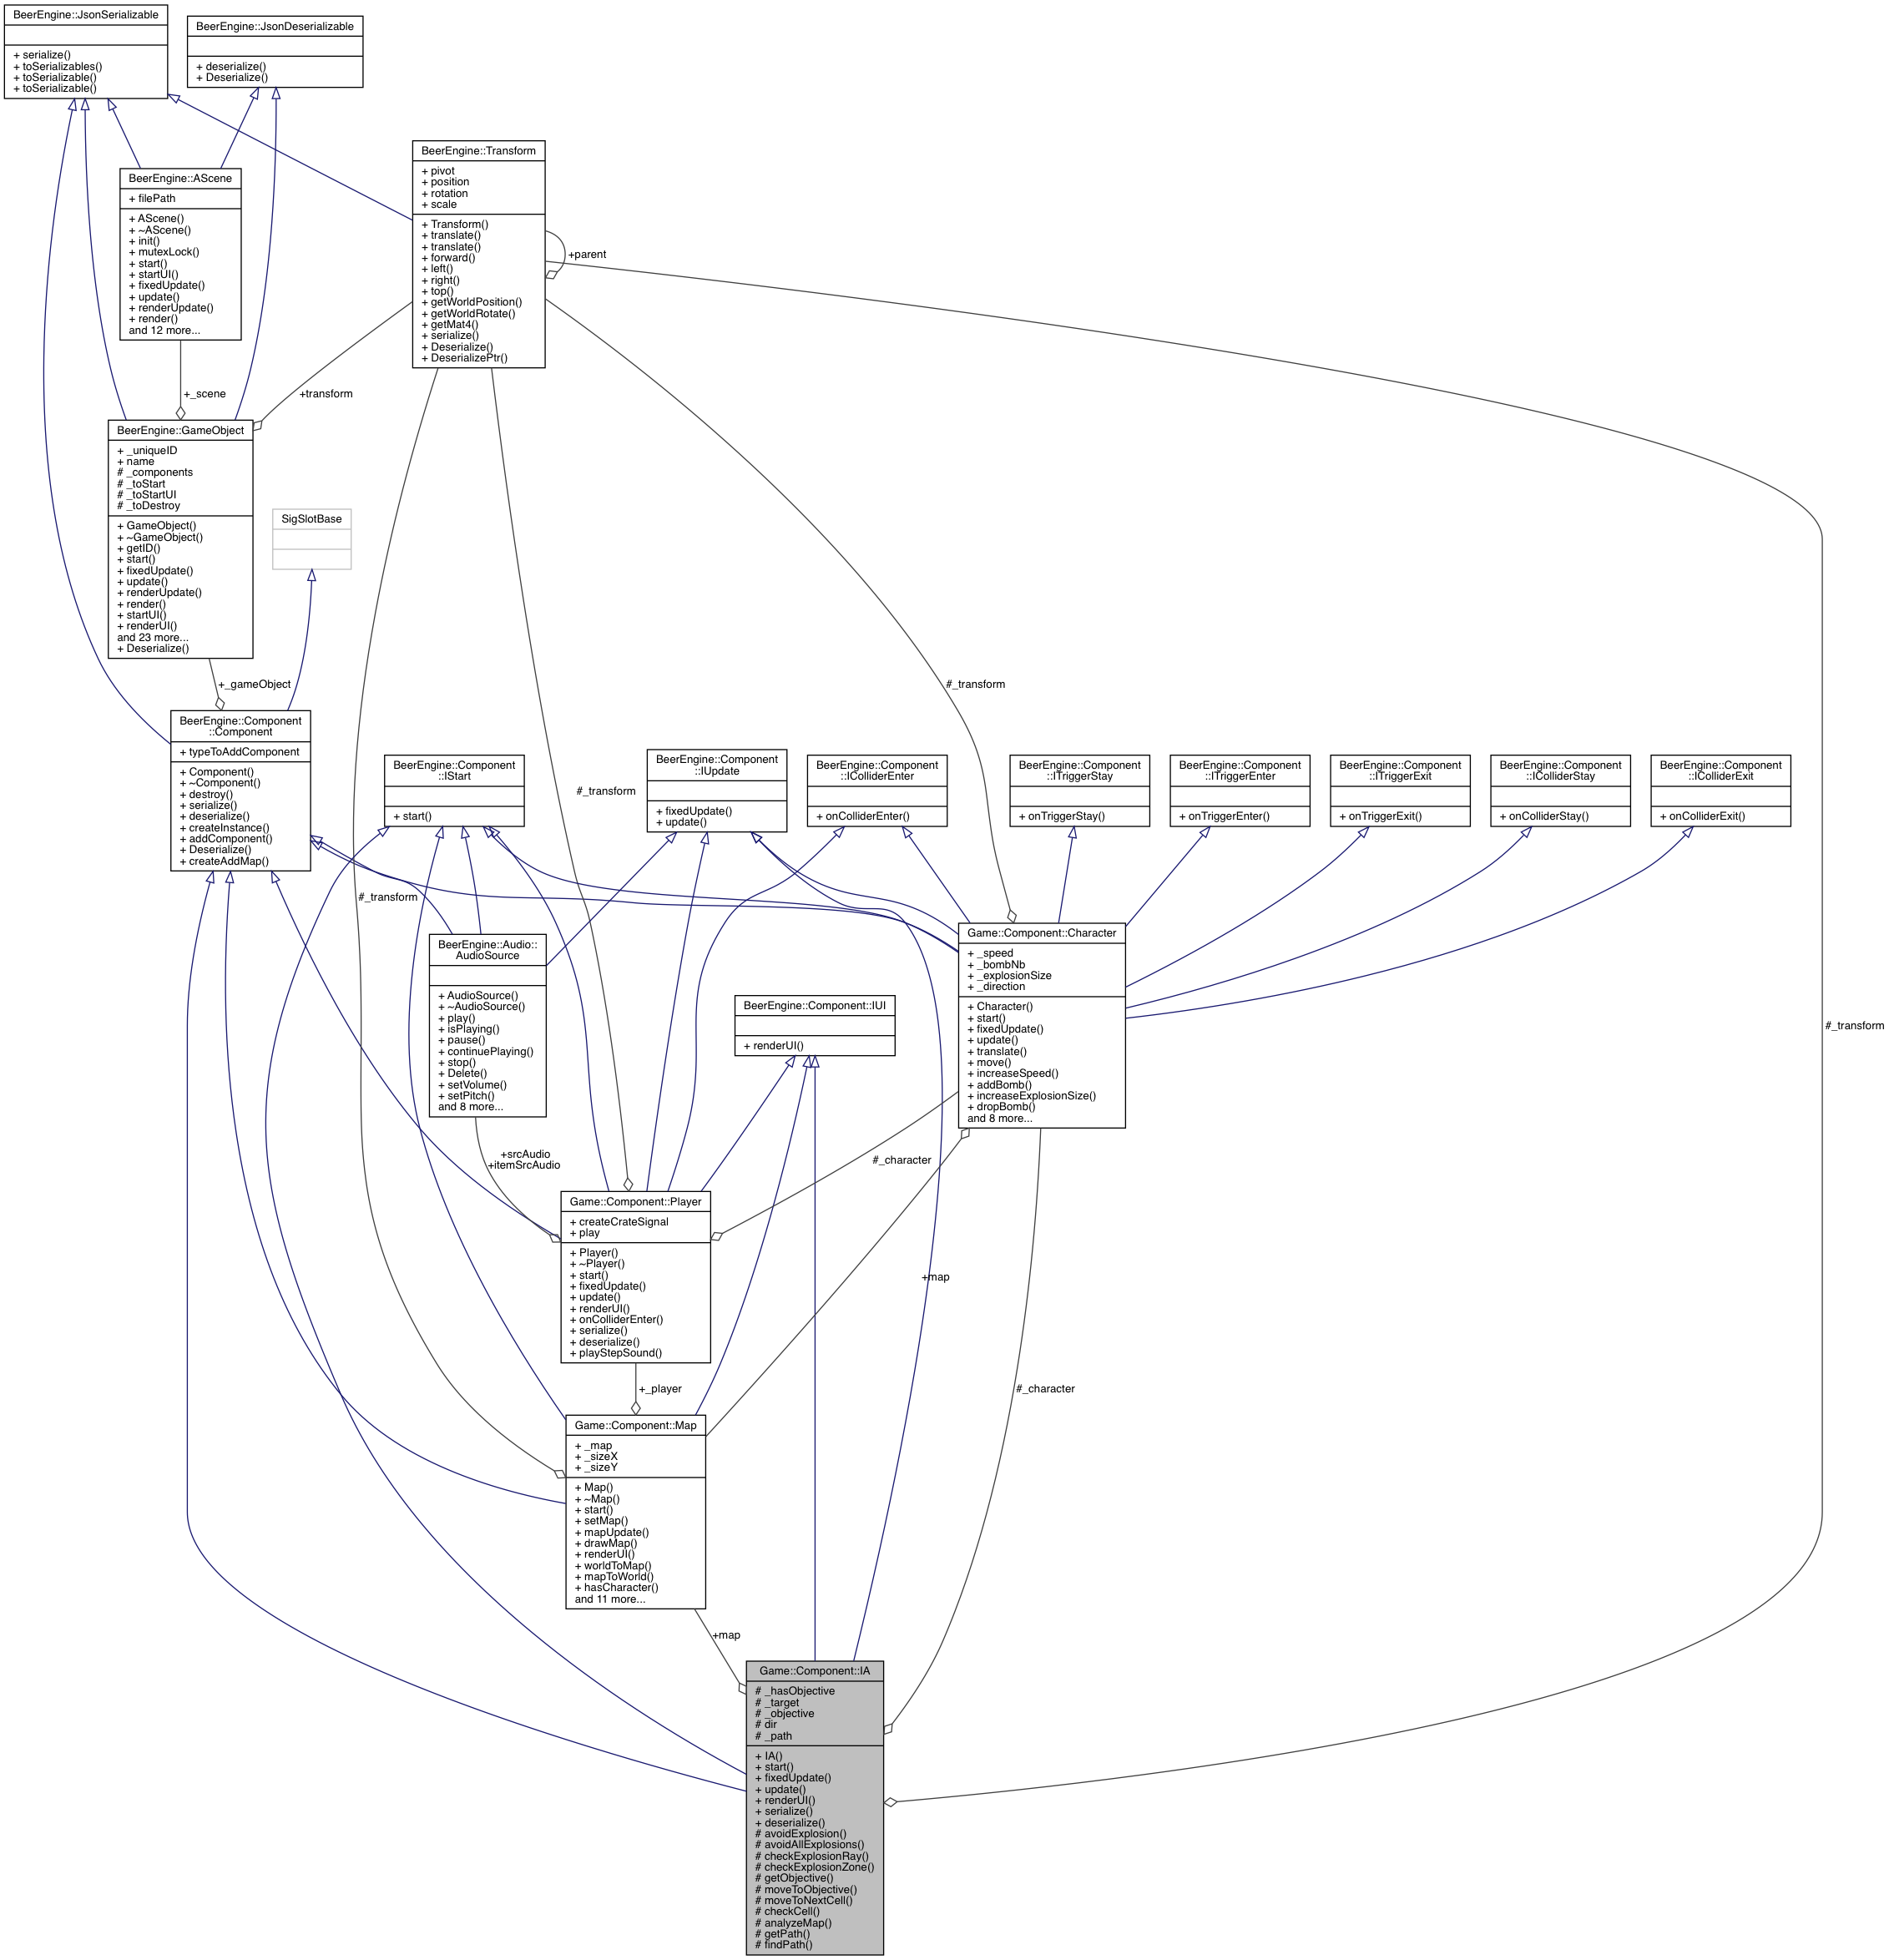 BeerEngine::JsonSerializable
+ serialize()
+ toSerializables()
+ toSerializable()
+ toSerializable()
BeerEngine::JsonDeserializable
+ deserialize()
+ Deserialize()
BeerEngine::Transform
+ pivot
+ position
+ rotation
+ scale
+ Transform()
+ translate()
+ translate()
+ forward()
+ left()
+ right()
+ top()
+ getWorldPosition()
+ getWorldRotate()
+ getMat4()
+ serialize()
+ Deserialize()
+ DeserializePtr()
+parent
BeerEngine::AScene
+ filePath
+ AScene()
+ ~AScene()
+ init()
+ mutexLock()
+ start()
+ startUI()
+ fixedUpdate()
+ update()
+ renderUpdate()
+ render()
and 12 more...
+_scene
+transform
BeerEngine::GameObject
+ _uniqueID
+ name
# _components
# _toStart
# _toStartUI
# _toDestroy
+ GameObject()
+ ~GameObject()
+ getID()
+ start()
+ fixedUpdate()
+ update()
+ renderUpdate()
+ render()
+ startUI()
+ renderUI()
and 23 more...
+ Deserialize()
SigSlotBase
+_gameObject
#_transform
BeerEngine::Component
::Component
+ typeToAddComponent
+ Component()
+ ~Component()
+ destroy()
+ serialize()
+ deserialize()
+ createInstance()
+ addComponent()
+ Deserialize()
+ createAddMap()
BeerEngine::Component
::IStart
+ start()
#_transform
BeerEngine::Component
::IUpdate
+ fixedUpdate()
+ update()
BeerEngine::Component
::IColliderEnter
+ onColliderEnter()
BeerEngine::Component
::ITriggerStay
+ onTriggerStay()
BeerEngine::Component
::ITriggerEnter
+ onTriggerEnter()
BeerEngine::Component
::ITriggerExit
+ onTriggerExit()
BeerEngine::Component
::IColliderStay
+ onColliderStay()
BeerEngine::Component
::IColliderExit
+ onColliderExit()
#_transform
BeerEngine::Audio::
AudioSource
+ AudioSource()
+ ~AudioSource()
+ play()
+ isPlaying()
+ pause()
+ continuePlaying()
+ stop()
+ Delete()
+ setVolume()
+ setPitch()
and 8 more...
BeerEngine::Component::IUI
+ renderUI()
Game::Component::Character
+ _speed
+ _bombNb
+ _explosionSize
+ _direction
+ Character()
+ start()
+ fixedUpdate()
+ update()
+ translate()
+ move()
+ increaseSpeed()
+ addBomb()
+ increaseExplosionSize()
+ dropBomb()
and 8 more...
#_transform
+srcAudio
+itemSrcAudio
#_character
Game::Component::Player
+ createCrateSignal
+ play
+ Player()
+ ~Player()
+ start()
+ fixedUpdate()
+ update()
+ renderUI()
+ onColliderEnter()
+ serialize()
+ deserialize()
+ playStepSound()
+map
+_player
#_character
Game::Component::Map
+ _map
+ _sizeX
+ _sizeY
+ Map()
+ ~Map()
+ start()
+ setMap()
+ mapUpdate()
+ drawMap()
+ renderUI()
+ worldToMap()
+ mapToWorld()
+ hasCharacter()
and 11 more...
+map
Game::Component::IA
# _hasObjective
# _target
# _objective
# dir
# _path
+ IA()
+ start()
+ fixedUpdate()
+ update()
+ renderUI()
+ serialize()
+ deserialize()
# avoidExplosion()
# avoidAllExplosions()
# checkExplosionRay()
# checkExplosionZone()
# getObjective()
# moveToObjective()
# moveToNextCell()
# checkCell()
# analyzeMap()
# getPath()
# findPath()